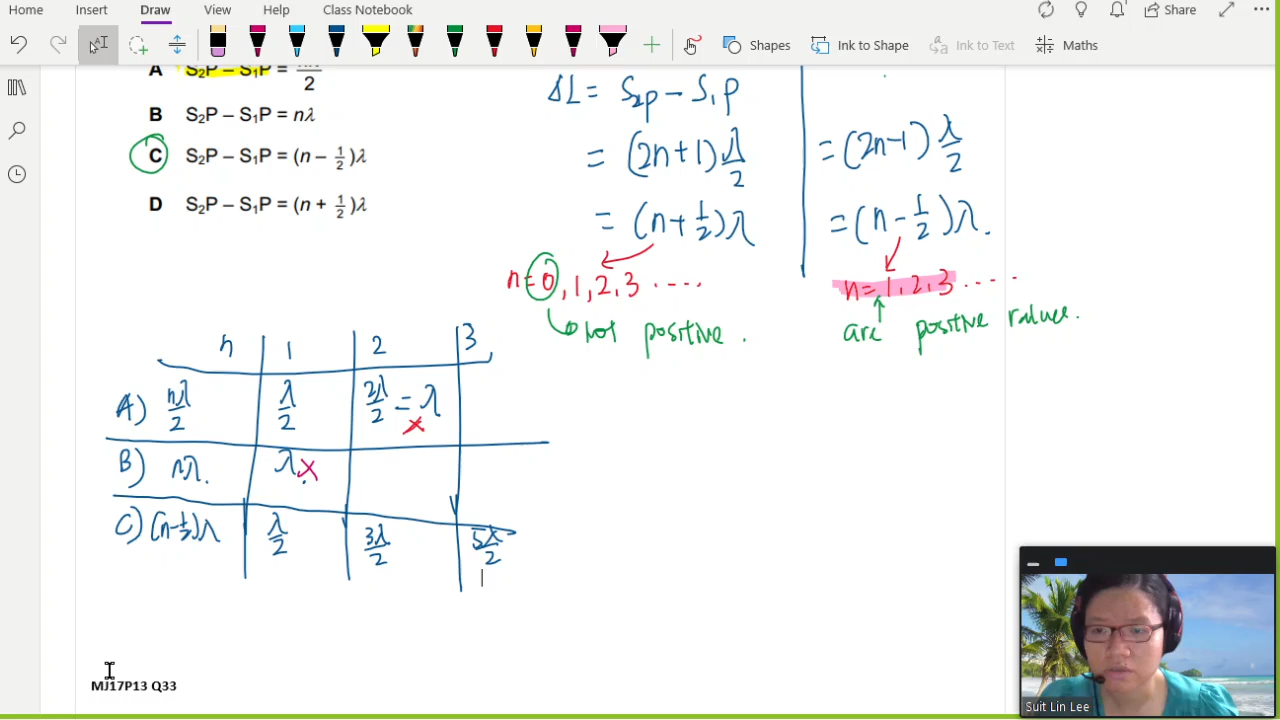 Home Insert Draw View Help Class Notebook Share
Shapes Ink to Shape Ink to Text Maths
A S₂P – S₁P = nλ/2
B S₂P – S₁P = nλ
C S₂P – S₁P = (n – 1/2)λ
D S₂P – S₁P = (n + 1/2)λ
ΔL = S₂P – S₁P
= (2n+1) λ/2
= (n + 1/2) λ
n = 0, 1, 2, 3 ....
not positive.
= (2n-1) λ/2
= (n - 1/2) λ.
n = 1, 2, 3 ....
are positive values.
n 1 2 3
A) nλ/2 λ/2 2λ/2 = λ x
B) nλ. λ x
C) (n-1/2)λ λ/2 3λ/2 5λ/2
MJ17P13 Q33
Suit Lin Lee